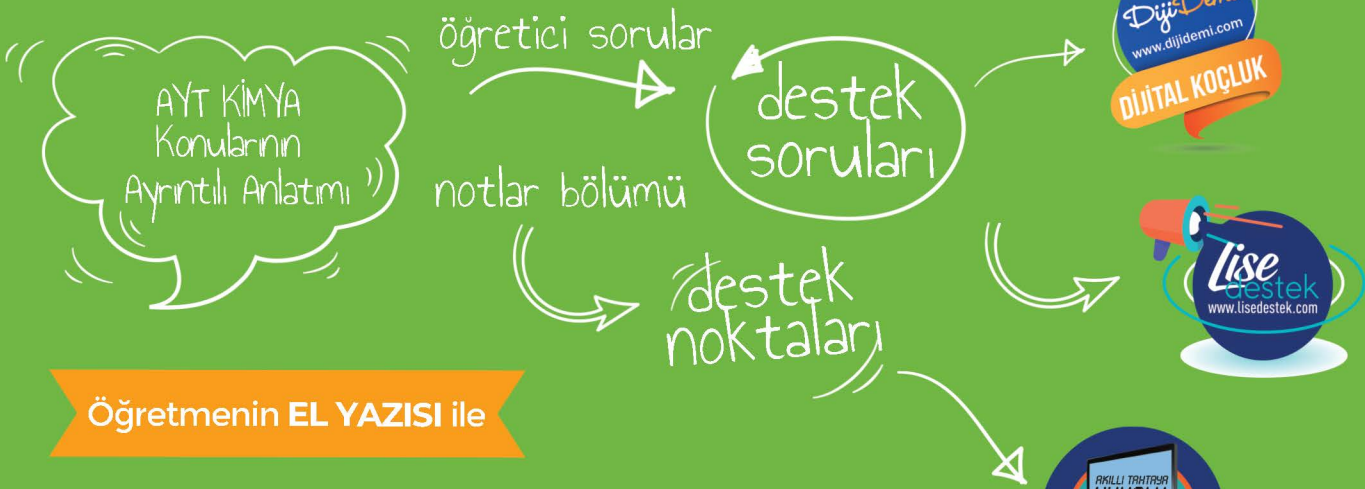 AYT KİMYA
Konularının
Ayrıntılı Anlatımı
öğretici sorular
destek
soruları
notlar bölümü
destek
noktaları
Öğretmenin EL YAZISI ile
www.dijidemi.com
DİJİTAL KOÇLUK
Lise
destek
www.lisedestek.com
AKILLI TAHTAYA